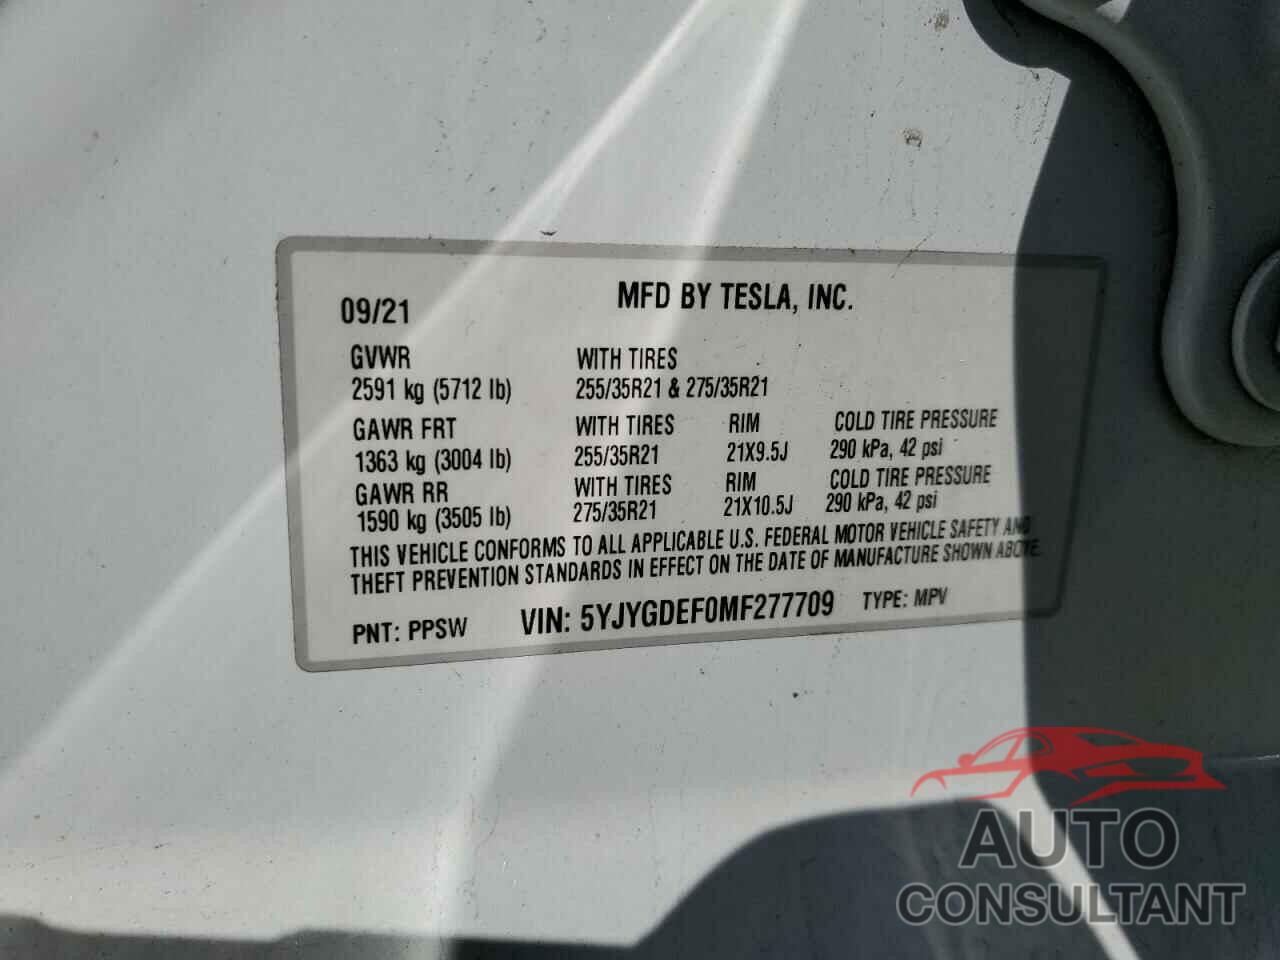 09/21 MFD BY TESLA, INC.
GVWR WITH TIRES
2591 kg (5712 lb) 255/35R21 & 275/35R21
GAWR FRT WITH TIRES RIM COLD TIRE PRESSURE
1363 kg (3004 lb) 255/35R21 21X9.5J 290 kPa, 42 psi
GAWR RR WITH TIRES RIM COLD TIRE PRESSURE
1590 kg (3505 lb) 275/35R21 21X10.5J 290 kPa, 42 psi
THIS VEHICLE CONFORMS TO ALL APPLICABLE U.S. FEDERAL MOTOR VEHICLE SAFETY AND
THEFT PREVENTION STANDARDS IN EFFECT ON THE DATE OF MANUFACTURE SHOWN ABOVE.
PNT: PPSW VIN: 5YJYGDEF0MF277709 TYPE: MPV
AUTO
CONSULTANT